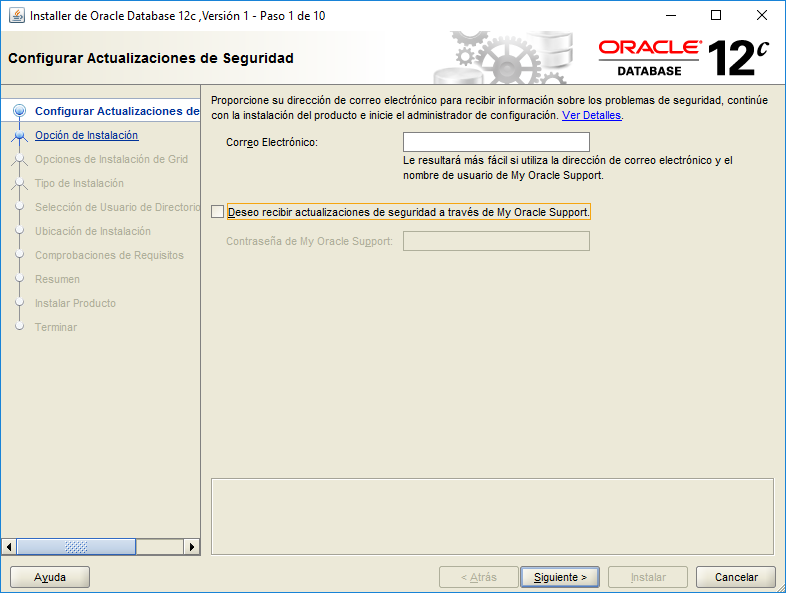 Installer de Oracle Database 12c ,Versión 1 - Paso 1 de 10
Configurar Actualizaciones de Seguridad
ORACLE®
DATABASE
12c
Configurar Actualizaciones de
Opción de Instalación
Opciones de Instalación de Grid
Tipo de Instalación
Selección de Usuario de Directorio
Ubicación de Instalación
Comprobaciones de Requisitos
Resumen
Instalar Producto
Terminar
Proporcione su dirección de correo electrónico para recibir información sobre los problemas de seguridad, continúe
con la instalación del producto e inicie el administrador de configuración. Ver Detalles.
Correo Electrónico:
Le resultará más fácil si utiliza la dirección de correo electrónico y el
nombre de usuario de My Oracle Support.
Deseo recibir actualizaciones de seguridad a través de My Oracle Support.
Contraseña de My Oracle Support:
Ayuda
< Atrás
Siguiente >
Instalar
Cancelar